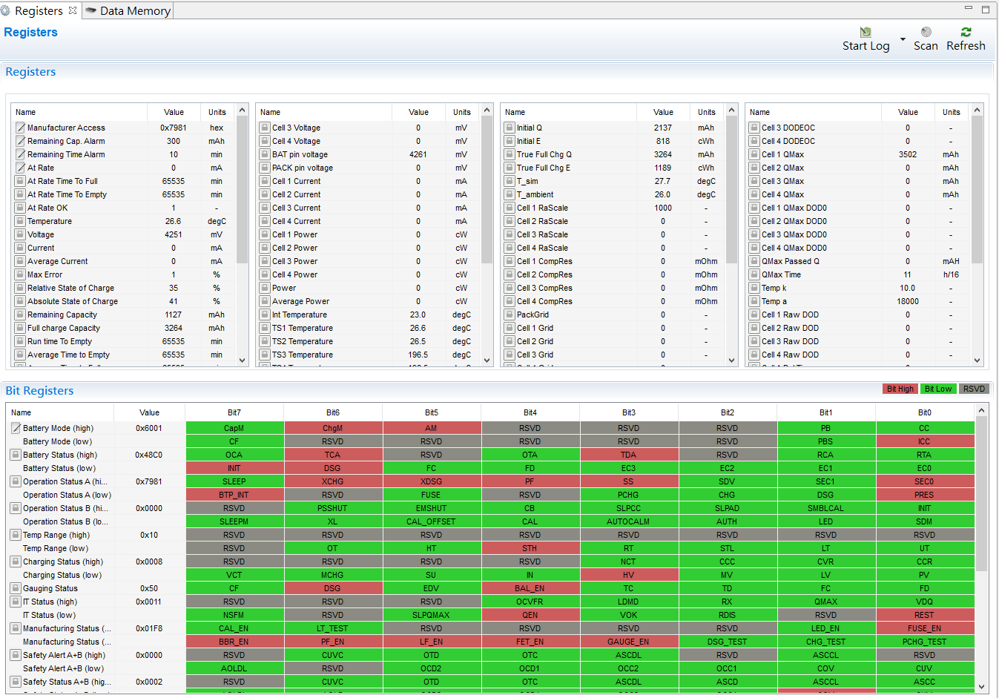 Registers Data Memory
Registers
Start Log Scan Refresh
Registers
Name Value Units
Manufacturer Access 0x7981 hex
Remaining Cap. Alarm 300 mAh
Remaining Time Alarm 10 min
At Rate 0 mA
At Rate Time To Full 65535 min
At Rate Time To Empty 65535 min
At Rate OK 1 -
Temperature 26.6 degC
Voltage 4251 mV
Current 0 mA
Average Current 0 mA
Max Error 1 %
Relative State of Charge 35 %
Absolute State of Charge 41 %
Remaining Capacity 1127 mAh
Full charge Capacity 3264 mAh
Run time To Empty 65535 min
Average Time to Empty 65535 min
Name Value Units
Cell 3 Voltage 0 mV
Cell 4 Voltage 0 mV
BAT pin voltage 4261 mV
PACK pin voltage 0 mV
Cell 1 Current 0 mA
Cell 2 Current 0 mA
Cell 3 Current 0 mA
Cell 4 Current 0 mA
Cell 1 Power 0 cW
Cell 2 Power 0 cW
Cell 3 Power 0 cW
Cell 4 Power 0 cW
Power 0 cW
Average Power 0 cW
Int Temperature 23.0 degC
TS1 Temperature 26.6 degC
TS2 Temperature 26.5 degC
TS3 Temperature 196.5 degC
Name Value Units
Initial Q 2137 mAh
Initial E 818 cWh
True Full Chg Q 3264 mAh
True Full Chg E 1189 cWh
T_sim 27.7 degC
T_ambient 26.0 degC
Cell 1 RaScale 1000 -
Cell 2 RaScale 0 -
Cell 3 RaScale 0 -
Cell 4 RaScale 0 -
Cell 1 CompRes 0 mOhm
Cell 2 CompRes 0 mOhm
Cell 3 CompRes 0 mOhm
Cell 4 CompRes 0 mOhm
PackGrid 0 -
Cell 1 Grid 0 -
Cell 2 Grid 0 -
Cell 3 Grid 0 -
Name Value Units
Cell 3 DODEOC 0 -
Cell 4 DODEOC 0 -
Cell 1 QMax 3502 mAh
Cell 2 QMax 0 mAh
Cell 3 QMax 0 mAh
Cell 4 QMax 0 mAh
Cell 1 QMax DOD0 0 -
Cell 2 QMax DOD0 0 -
Cell 3 QMax DOD0 0 -
Cell 4 QMax DOD0 0 -
QMax Passed Q 0 mAH
QMax Time 11 h/16
Temp k 10.0 -
Temp a 18000 -
Cell 1 Raw DOD 0 -
Cell 2 Raw DOD 0 -
Cell 3 Raw DOD 0 -
Cell 4 Raw DOD 0 -
Bit Registers Bit High Bit Low RSVD
Name Value Bit7 Bit6 Bit5 Bit4 Bit3 Bit2 Bit1 Bit0
Battery Mode (high) 0x6001 CapM ChgM AM RSVD RSVD RSVD PB CC
Battery Mode (low) CF RSVD RSVD RSVD RSVD RSVD PBS ICC
Battery Status (high) 0x48C0 OCA TCA RSVD OTA TDA RSVD RCA RTA
Battery Status (low) INIT DSG FC FD EC3 EC2 EC1 EC0
Operation Status A (hi... 0x7981 SLEEP XCHG XDSG PF SS SDV SEC1 SEC0
Operation Status A (low) BTP_INT RSVD FUSE RSVD PCHG CHG DSG PRES
Operation Status B (hi... 0x0000 RSVD PSSHUT EMSHUT CB SLPCC SLPAD SMBLCAL INIT
Operation Status B (lo... SLEEPM XL CAL_OFFSET CAL AUTOCALM AUTH LED SDM
Temp Range (high) 0x10 RSVD RSVD RSVD RSVD RSVD RSVD RSVD RSVD
Temp Range (low) RSVD OT HT STH RT STL LT UT
Charging Status (high) 0x0008 RSVD RSVD RSVD RSVD NCT CCC CVR CCR
Charging Status (low) VCT MCHG SU IN HV MV LV PV
Gauging Status 0x50 CF DSG EDV BAL_EN TC TD FC FD
IT Status (high) 0x0011 RSVD RSVD RSVD OCVFR LDMD RX QMAX VDQ
IT Status (low) NSFM RSVD SLPQMAX QEN VOK RDIS RSVD REST
Manufacturing Status (... 0x01F8 CAL_EN LT_TEST RSVD RSVD RSVD RSVD LED_EN FUSE_EN
Manufacturing Status (... BBR_EN PF_EN LF_EN FET_EN GAUGE_EN DSG_TEST CHG_TEST PCHG_TEST
Safety Alert A+B (high) 0x0000 RSVD CUVC OTD OTC ASCDL RSVD ASCCL RSVD
Safety Alert A+B (low) AOLDL RSVD OCD2 OCD1 OCC2 OCC1 COV CUV
Safety Status A+B (hig... 0x0002 RSVD CUVC OTD OTC ASCDL ASCD ASCCL ASCC